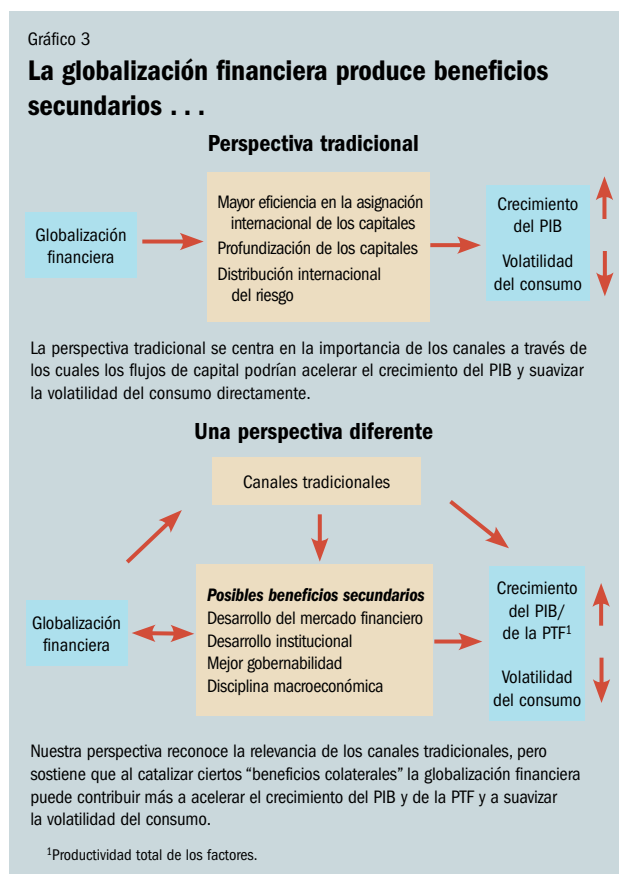 Gráfico 3
La globalización financiera produce beneficios
secundarios . . .
Perspectiva tradicional
Globalización
financiera
Mayor eficiencia en la asignación
internacional de los capitales
Profundización de los capitales
Distribución internacional
del riesgo
Crecimiento
del PIB
Volatilidad
del consumo
La perspectiva tradicional se centra en la importancia de los canales a través de
los cuales los flujos de capital podrían acelerar el crecimiento del PIB y suavizar
la volatilidad del consumo directamente.
Una perspectiva diferente
Canales tradicionales
Globalización
financiera
Posibles beneficios secundarios
Desarrollo del mercado financiero
Desarrollo institucional
Mejor gobernabilidad
Disciplina macroeconómica
Crecimiento
del PIB/
de la PTF¹
Volatilidad
del consumo
Nuestra perspectiva reconoce la relevancia de los canales tradicionales, pero
sostiene que al catalizar ciertos “beneficios colaterales” la globalización financiera
puede contribuir más a acelerar el crecimiento del PIB y de la PTF y a suavizar
la volatilidad del consumo.
¹Productividad total de los factores.